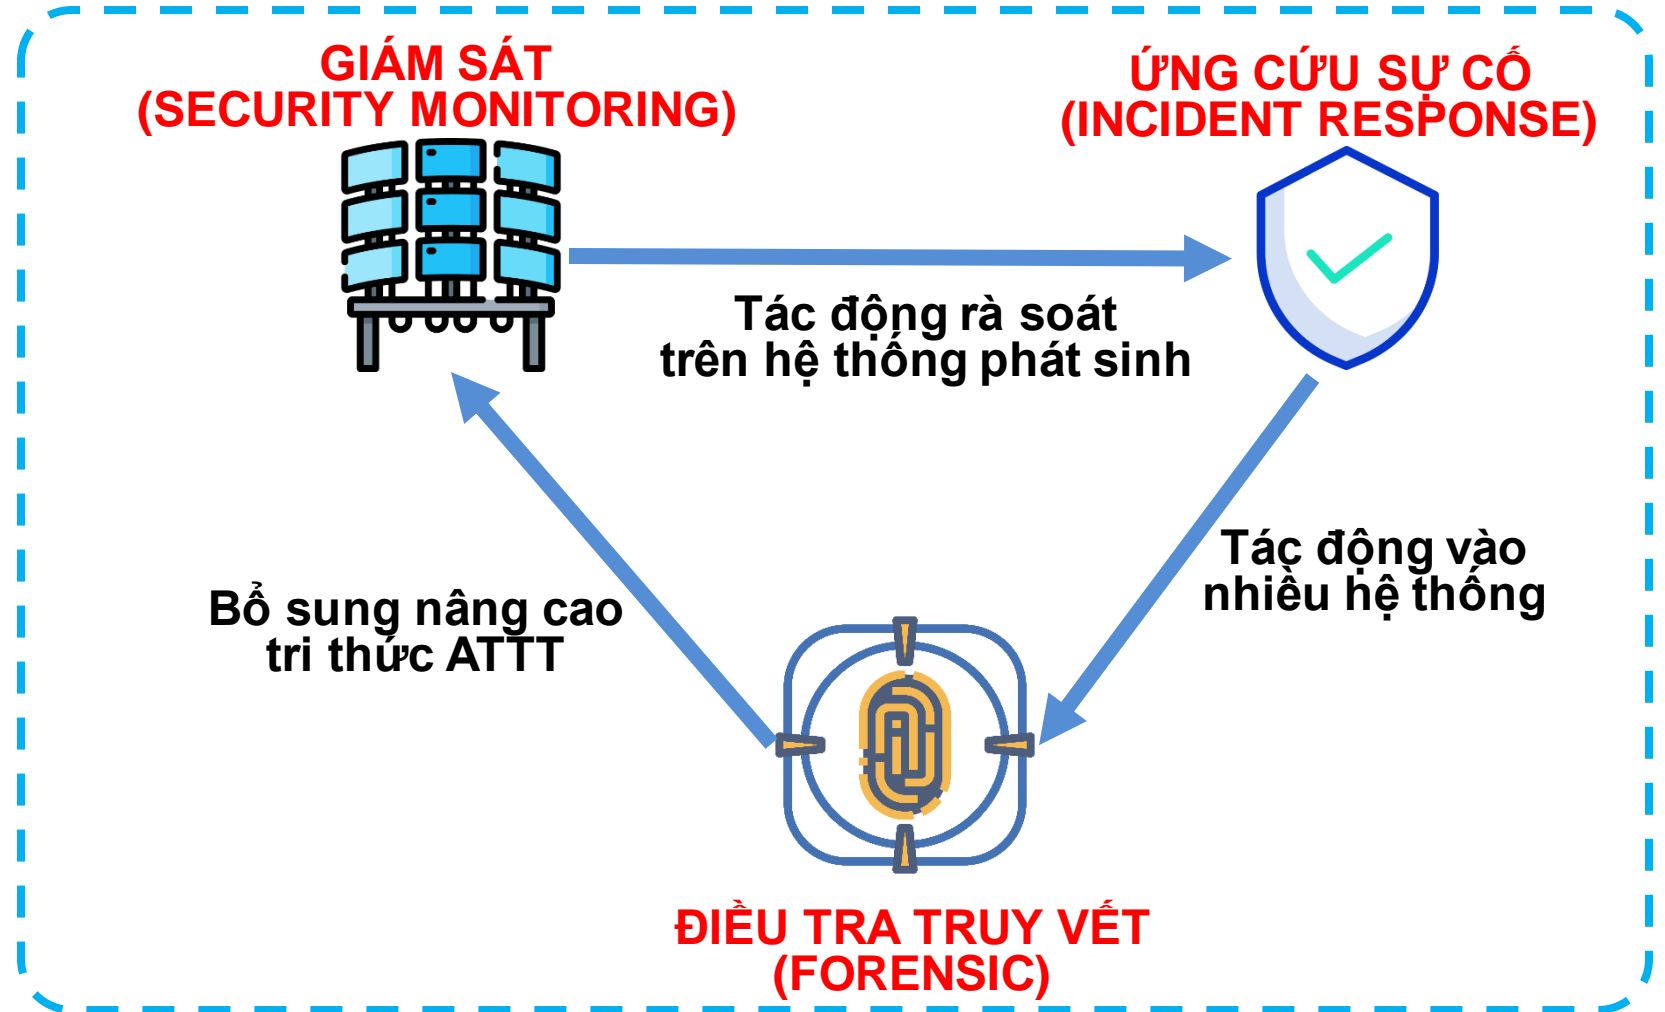 GIÁM SÁT
(SECURITY MONITORING)
ỨNG CỨU SỰ CỐ
(INCIDENT RESPONSE)
Tác động rà soát
trên hệ thống phát sinh
Tác động vào
nhiều hệ thống
Bổ sung nâng cao
tri thức ATTT
ĐIỀU TRA TRUY VẾT
(FORENSIC)